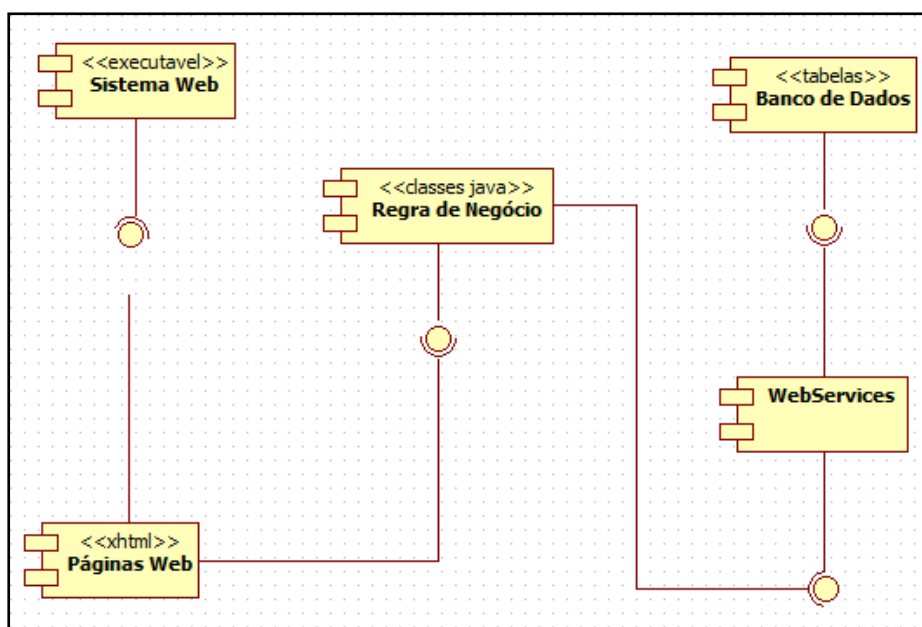 <<executavel>>
Sistema Web
<<tabelas>>
Banco de Dados
<<classes java>>
Regra de Negócio
WebServices
<<xhtml>>
Páginas Web